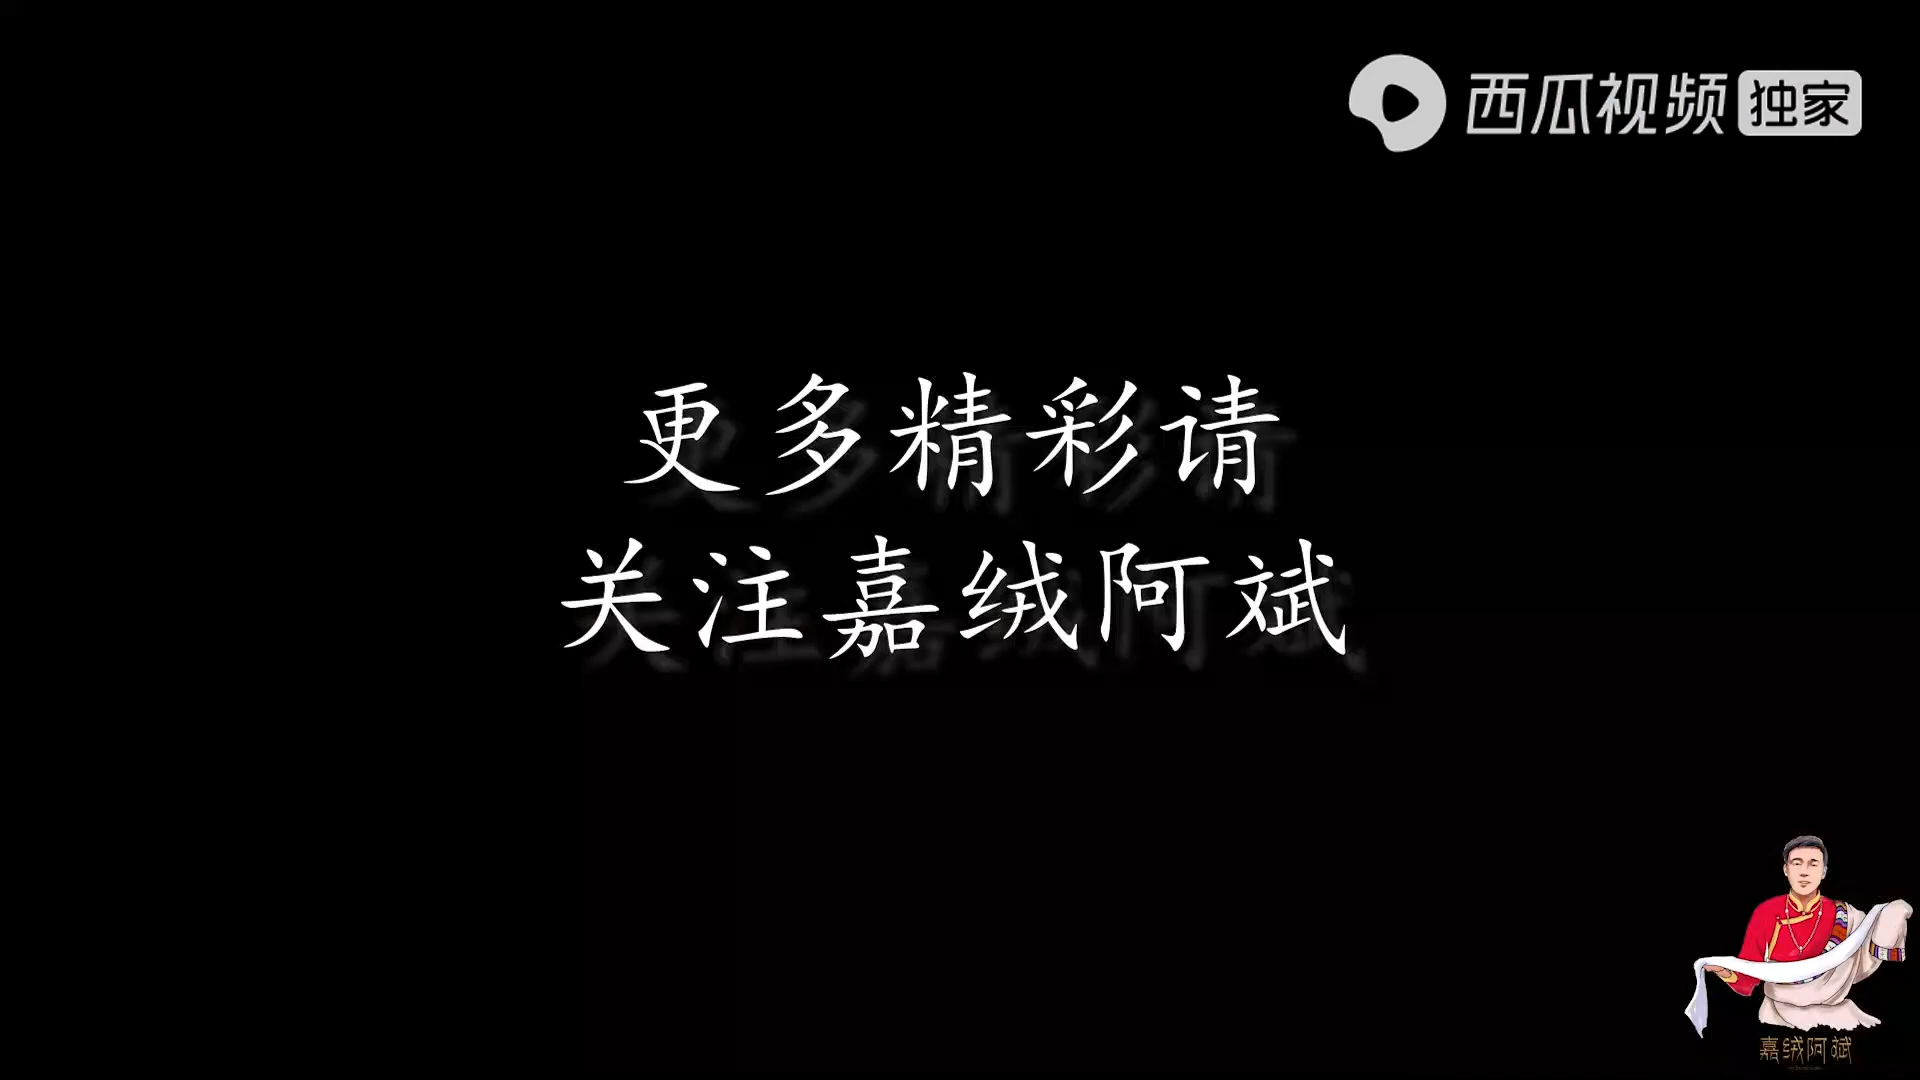 西瓜视频 独家
更多精彩请
关注嘉绒阿斌
嘉绒阿斌